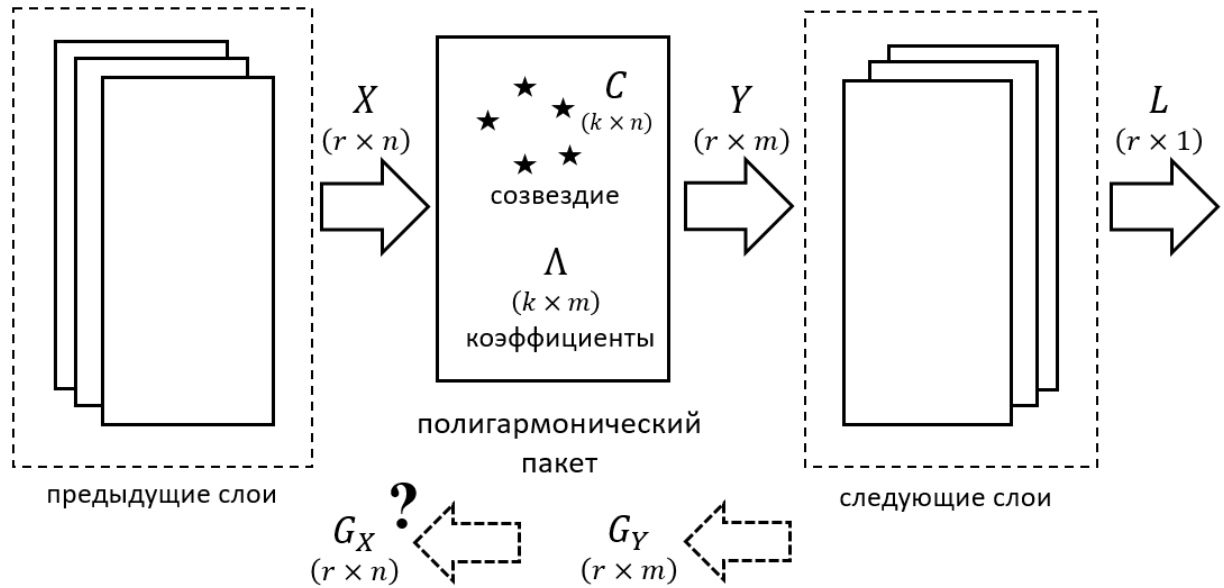 X
(r × n)
C
(k × n)
созвездие
Λ
(k × m)
коэффициенты
Y
(r × m)
L
(r × 1)
предыдущие слои
полигармонический
пакет
следующие слои
G_X ?
(r × n)
G_Y
(r × m)